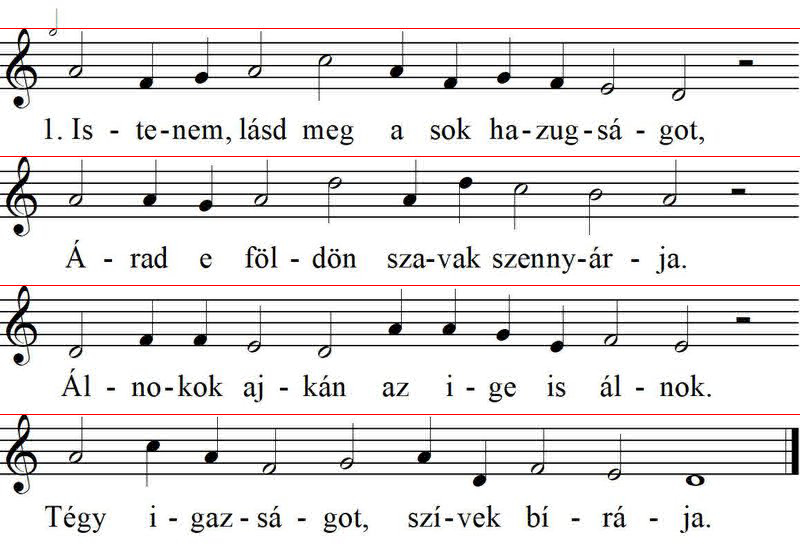 1. Is - te-nem, lásd meg a sok ha-zug-sá-got,
Á - rad e föl-dön sza-vak szenny-ár - ja.
Ál - no-kok aj-kán az i - ge is ál-nok.
Tégy i - gaz-sá-got, szí-vek bí - rá - ja.